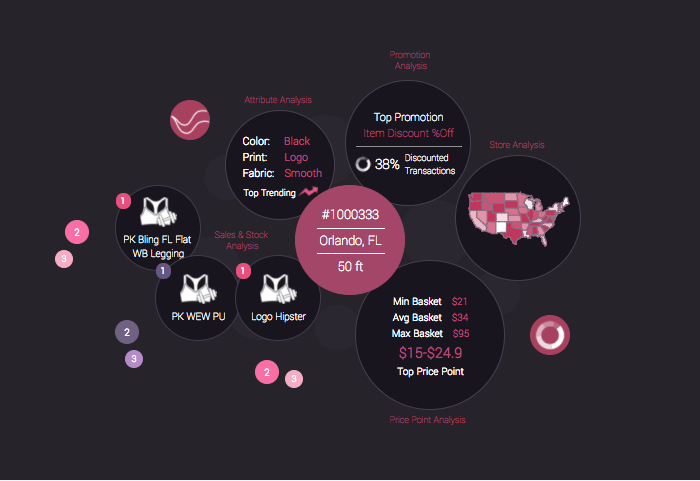 Promotion
Analysis
Attribute Analysis
Top Promotion
Item Discount %Off
38% Discounted
Transactions
Color: Black
Print: Logo
Fabric: Smooth
Top Trending
Store Analysis
1
PK Bling FL Flat
WB Legging
2
3
Sales & Stock
Analysis
#1000333
Orlando, FL
50 ft
1
PK WEW PU
2
3
1
Logo Hipster
2
3
Min Basket $21
Avg Basket $34
Max Basket $95
$15-$24.9
Top Price Point
Price Point Analysis